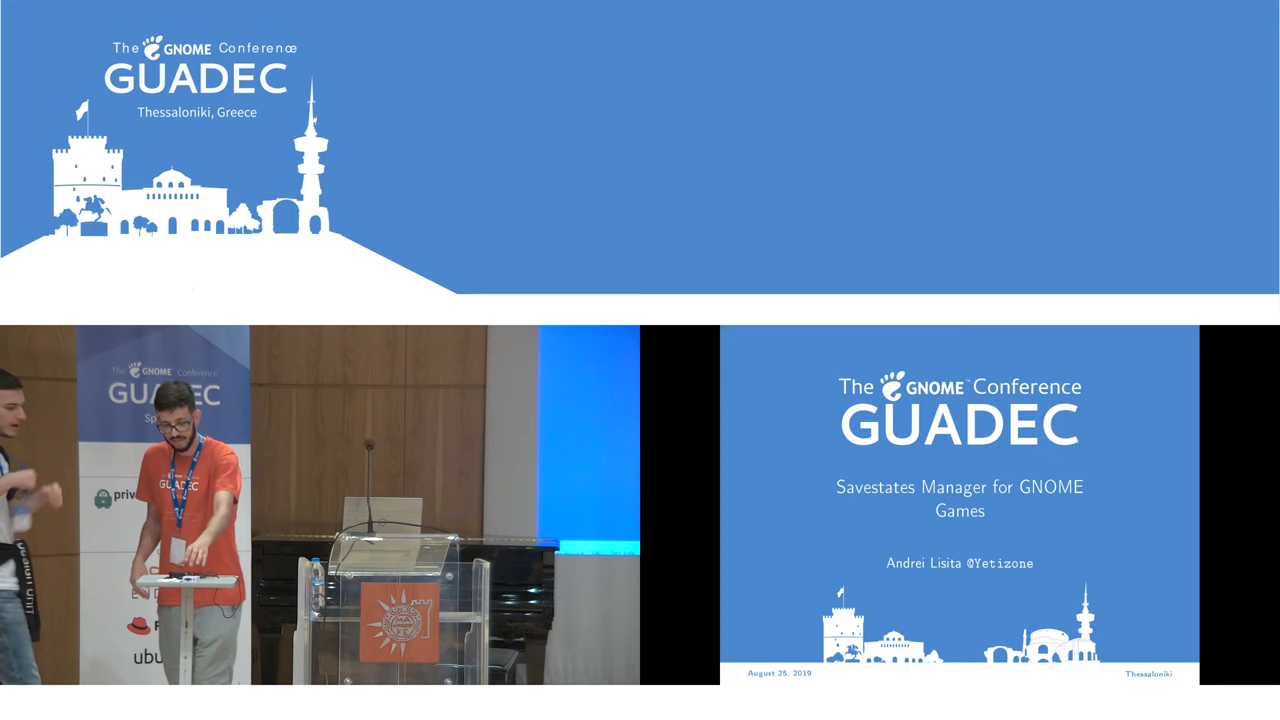 The GNOME Conference
GUADEC
Thessaloniki, Greece
The GNOME Conference
GUADEC
GUADEC
The GNOME Conference
GUADEC
Savestates Manager for GNOME
Games
Andrei Lisita @Yetizone
August 25, 2019
Thessaloniki